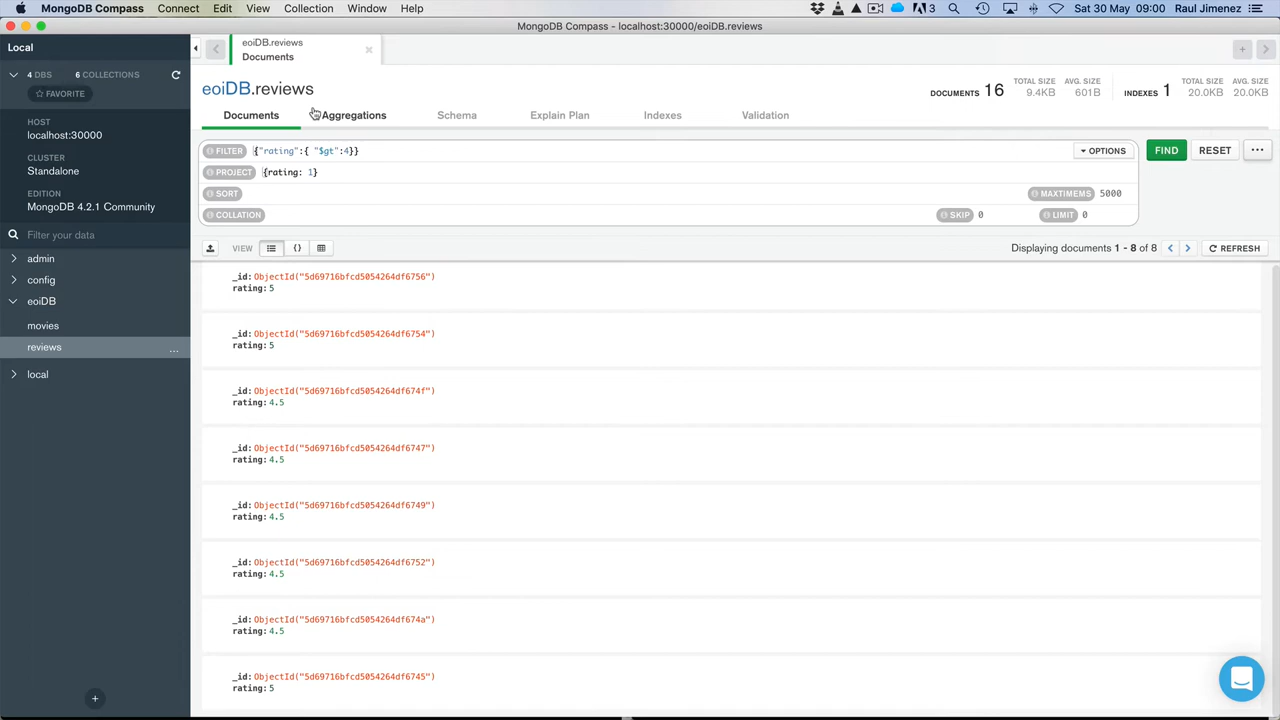 MongoDB Compass Connect Edit View Collection Window Help 3 Sat 30 May 09:00 Raul Jimenez
MongoDB Compass - localhost:30000/eoiDB.reviews
Local
4 DBS 6 COLLECTIONS
FAVORITE
HOST
localhost:30000
CLUSTER
Standalone
EDITION
MongoDB 4.2.1 Community
Filter your data
admin
config
eoiDB
movies
reviews ...
local
eoiDB.reviews
Documents
eoiDB.reviews
DOCUMENTS 16 TOTAL SIZE 9.4KB AVG. SIZE 601B INDEXES 1 TOTAL SIZE 20.0KB AVG. SIZE 20.0KB
Documents Aggregations Schema Explain Plan Indexes Validation
FILTER {"rating":{ "$gt":4}} OPTIONS FIND RESET ...
PROJECT {rating: 1}
SORT MAXTIMEMS 5000
COLLATION SKIP 0 LIMIT 0
VIEW {} Displaying documents 1 - 8 of 8 REFRESH
_id: ObjectId("5d69716bfcd5054264df6756")
rating: 5
_id: ObjectId("5d69716bfcd5054264df6754")
rating: 5
_id: ObjectId("5d69716bfcd5054264df674f")
rating: 4.5
_id: ObjectId("5d69716bfcd5054264df6747")
rating: 4.5
_id: ObjectId("5d69716bfcd5054264df6749")
rating: 4.5
_id: ObjectId("5d69716bfcd5054264df6752")
rating: 4.5
_id: ObjectId("5d69716bfcd5054264df674a")
rating: 4.5
_id: ObjectId("5d69716bfcd5054264df6745")
rating: 5